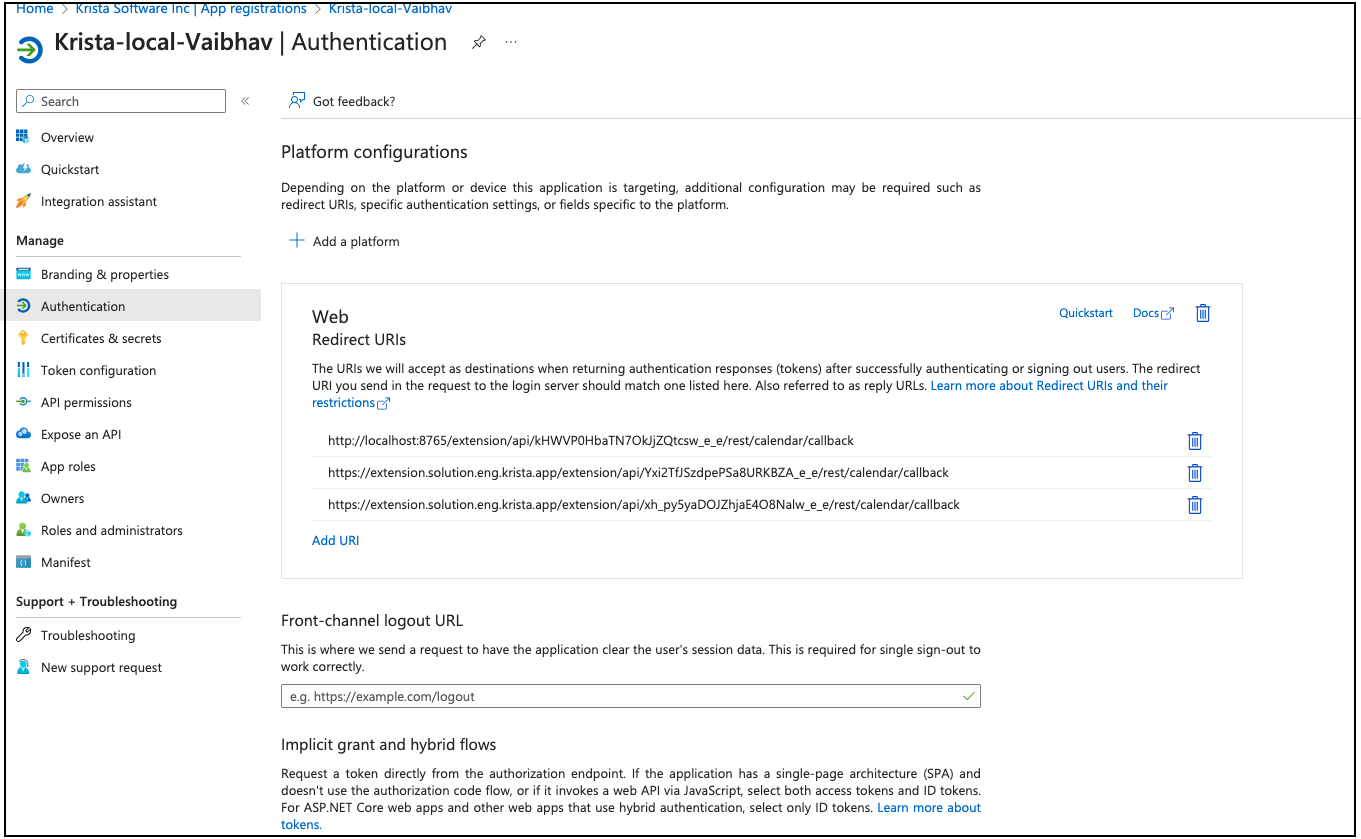 Home > Krista Software Inc | App registrations > Krista-local-Vaibhav
Krista-local-Vaibhav | Authentication
Search
«
Got feedback?
Overview
Quickstart
Integration assistant
Manage
Branding & properties
Authentication
Certificates & secrets
Token configuration
API permissions
Expose an API
App roles
Owners
Roles and administrators
Manifest
Support + Troubleshooting
Troubleshooting
New support request
Platform configurations
Depending on the platform or device this application is targeting, additional configuration may be required such as
redirect URIs, specific authentication settings, or fields specific to the platform.
Add a platform
Web
Quickstart Docs
Redirect URIs
The URIs we will accept as destinations when returning authentication responses (tokens) after successfully authenticating or signing out users. The redirect
URI you send in the request to the login server should match one listed here. Also referred to as reply URLs. Learn more about Redirect URIs and their
restrictions
http://localhost:8765/extension/api/kHWVP0HbaTN7OkJjZQtcsw_e_e/rest/calendar/callback
https://extension.solution.eng.krista.app/extension/api/Yxi2TfJSzdpePSa8URKBZA_e_e/rest/calendar/callback
https://extension.solution.eng.krista.app/extension/api/xh_py5yaDOJZhjaE4O8Nalw_e_e/rest/calendar/callback
Add URI
Front-channel logout URL
This is where we send a request to have the application clear the user's session data. This is required for single sign-out to
work correctly.
e.g. https://example.com/logout
Implicit grant and hybrid flows
Request a token directly from the authorization endpoint. If the application has a single-page architecture (SPA) and
doesn't use the authorization code flow, or if it invokes a web API via JavaScript, select both access tokens and ID tokens.
For ASP.NET Core web apps and other web apps that use hybrid authentication, select only ID tokens. Learn more about
tokens.